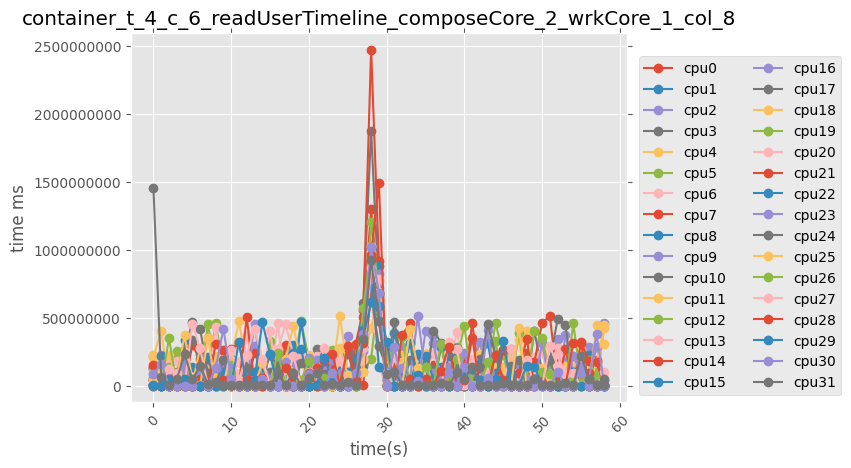 container_t_4_c_6_readUserTimeline_composeCore_2_wrkCore_1_col_8
2500000000
2000000000
1500000000
1000000000
500000000
0
time ms
0
10
20
30
40
50
60
time(s)
cpu0
cpu1
cpu2
cpu3
cpu4
cpu5
cpu6
cpu7
cpu8
cpu9
cpu10
cpu11
cpu12
cpu13
cpu14
cpu15
cpu16
cpu17
cpu18
cpu19
cpu20
cpu21
cpu22
cpu23
cpu24
cpu25
cpu26
cpu27
cpu28
cpu29
cpu30
cpu31